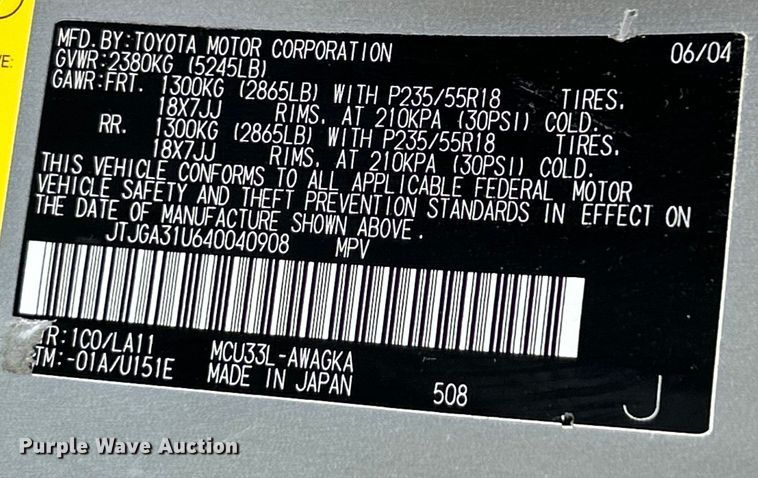 MFD. BY: TOYOTA MOTOR CORPORATION 06/04
GVWR: 2380KG (5245LB)
GAWR: FRT. 1300KG (2865LB) WITH P235/55R18 TIRES,
18X7JJ RIMS, AT 210KPA (30PSI) COLD.
RR. 1300KG (2865LB) WITH P235/55R18 TIRES,
18X7JJ RIMS, AT 210KPA (30PSI) COLD.
THIS VEHICLE CONFORMS TO ALL APPLICABLE FEDERAL MOTOR
VEHICLE SAFETY AND THEFT PREVENTION STANDARDS IN EFFECT ON
THE DATE OF MANUFACTURE SHOWN ABOVE.
JTJGA31U640040908 MPV
TR: 1C0/LA11 MCU33L-AWAGKA
TM: -01A/U151E MADE IN JAPAN 508 J
Purple Wave Auction